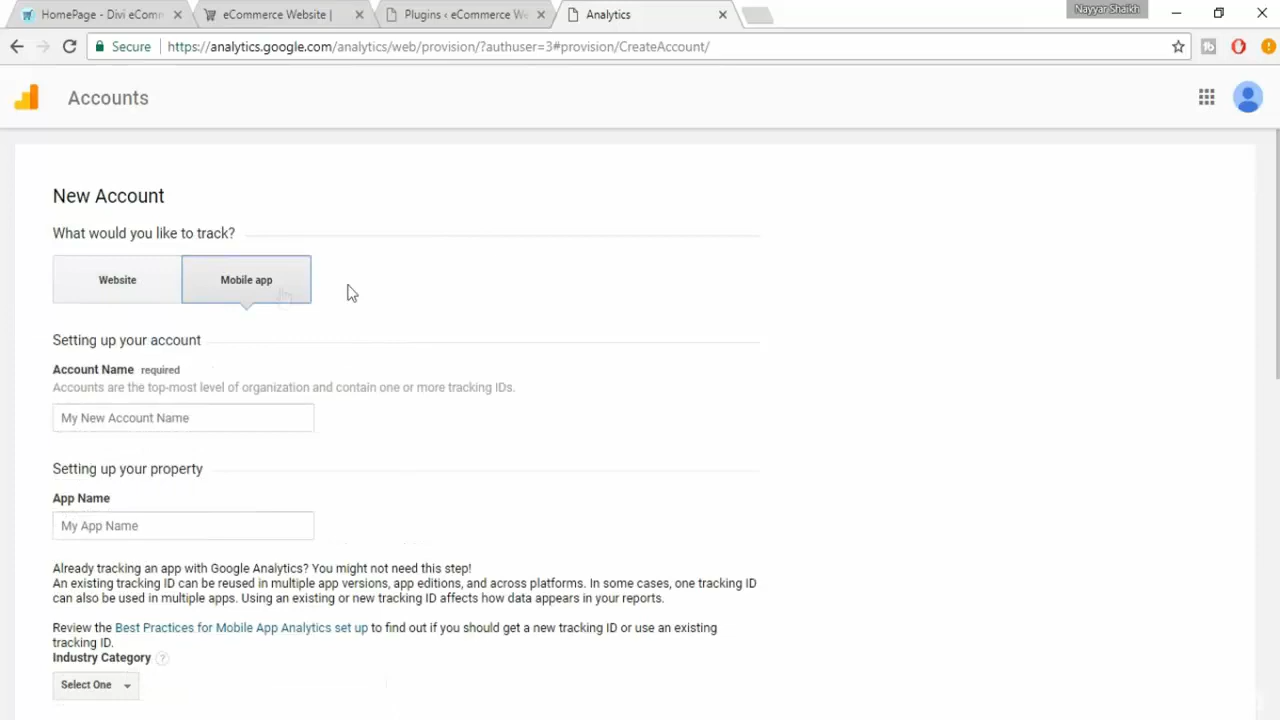 HomePage - Divi eComm
eCommerce Website |
Plugins ‹ eCommerce We
Analytics
Nayyar Shaikh
Secure
https://analytics.google.com/analytics/web/provision/?authuser=3#provision/CreateAccount/
Accounts
New Account
What would you like to track?
Website
Mobile app
Setting up your account
Account Name required
Accounts are the top-most level of organization and contain one or more tracking IDs.
My New Account Name
Setting up your property
App Name
My App Name
Already tracking an app with Google Analytics? You might not need this step!
An existing tracking ID can be reused in multiple app versions, app editions, and across platforms. In some cases, one tracking ID
can also be used in multiple apps. Using an existing or new tracking ID affects how data appears in your reports.
Review the Best Practices for Mobile App Analytics set up to find out if you should get a new tracking ID or use an existing
tracking ID.
Industry Category ?
Select One